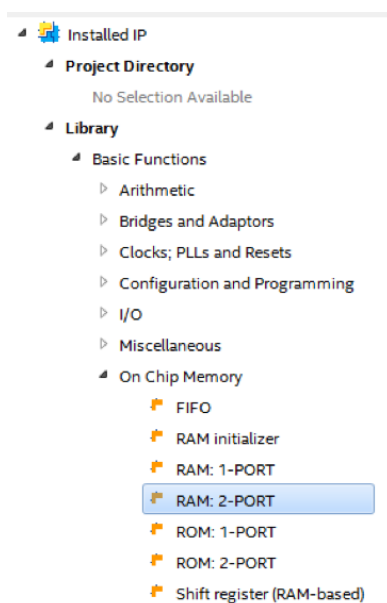 Installed IP
Project Directory
No Selection Available
Library
Basic Functions
Arithmetic
Bridges and Adaptors
Clocks; PLLs and Resets
Configuration and Programming
I/O
Miscellaneous
On Chip Memory
FIFO
RAM initializer
RAM: 1-PORT
RAM: 2-PORT
ROM: 1-PORT
ROM: 2-PORT
Shift register (RAM-based)